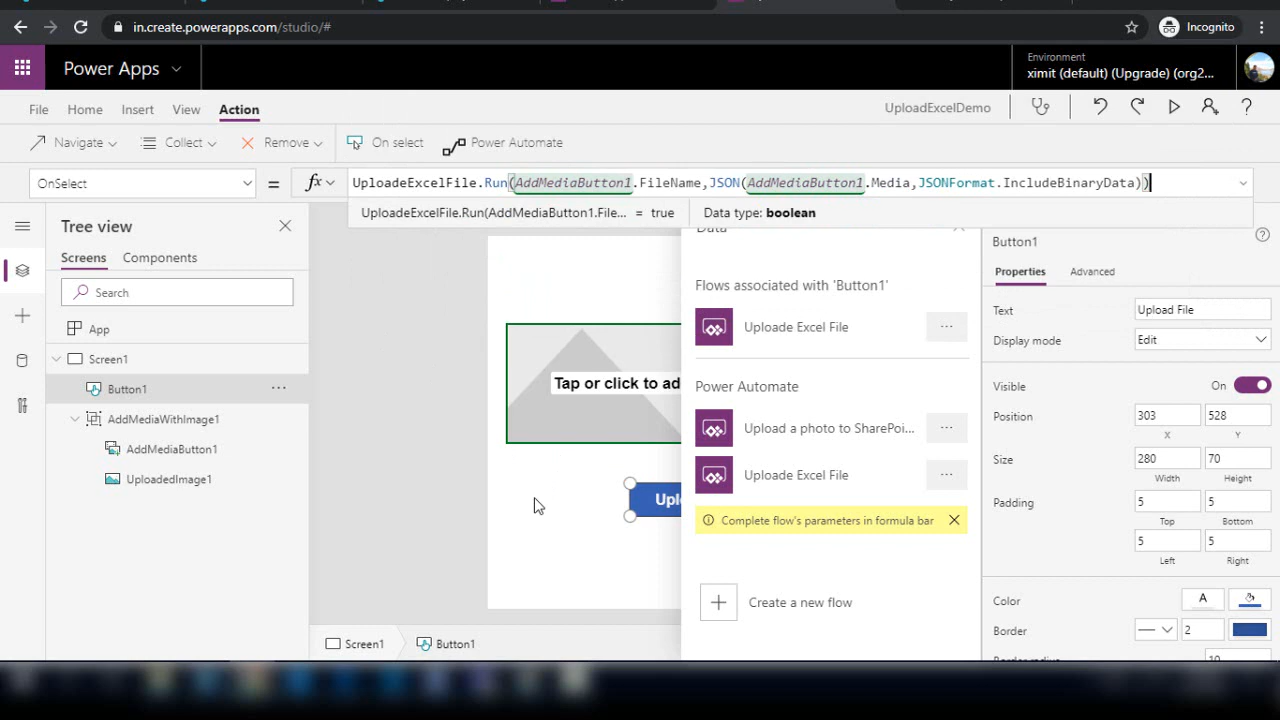 in.create.powerapps.com/studio/#
Incognito
Power Apps
Environment
ximit (default) (Upgrade) (org2...
File Home Insert View Action
UploadExcelDemo
Navigate Collect Remove On select Power Automate
OnSelect = fx UploadeExcelFile.Run(AddMediaButton1.FileName,JSON(AddMediaButton1.Media,JSONFormat.IncludeBinaryData))
UploadeExcelFile.Run(AddMediaButton1.File... = true Data type: boolean
Tree view
Screens Components
Search
App
Screen1
Button1
AddMediaWithImage1
AddMediaButton1
UploadedImage1
Tap or click to ad
Uplo
Screen1 Button1
Data
Flows associated with 'Button1'
Uploade Excel File
Power Automate
Upload a photo to SharePoi...
Uploade Excel File
Complete flow's parameters in formula bar
Create a new flow
Button1
Properties Advanced
Text Upload File
Display mode Edit
Visible On
Position 303 528
X Y
Size 280 70
Width Height
Padding 5 5
Top Bottom
5 5
Left Right
Color A
Border 2